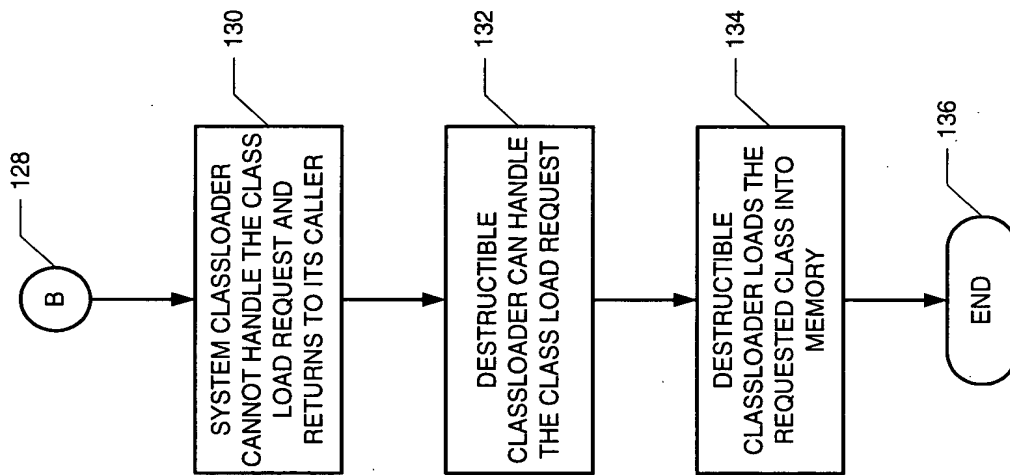 B
128
SYSTEM CLASSLOADER
CANNOT HANDLE THE CLASS
LOAD REQUEST AND
RETURNS TO ITS CALLER
130
DESTRUCTIBLE
CLASSLOADER CAN HANDLE
THE CLASS LOAD REQUEST
132
DESTRUCTIBLE
CLASSLOADER LOADS THE
REQUESTED CLASS INTO
MEMORY
134
END
136